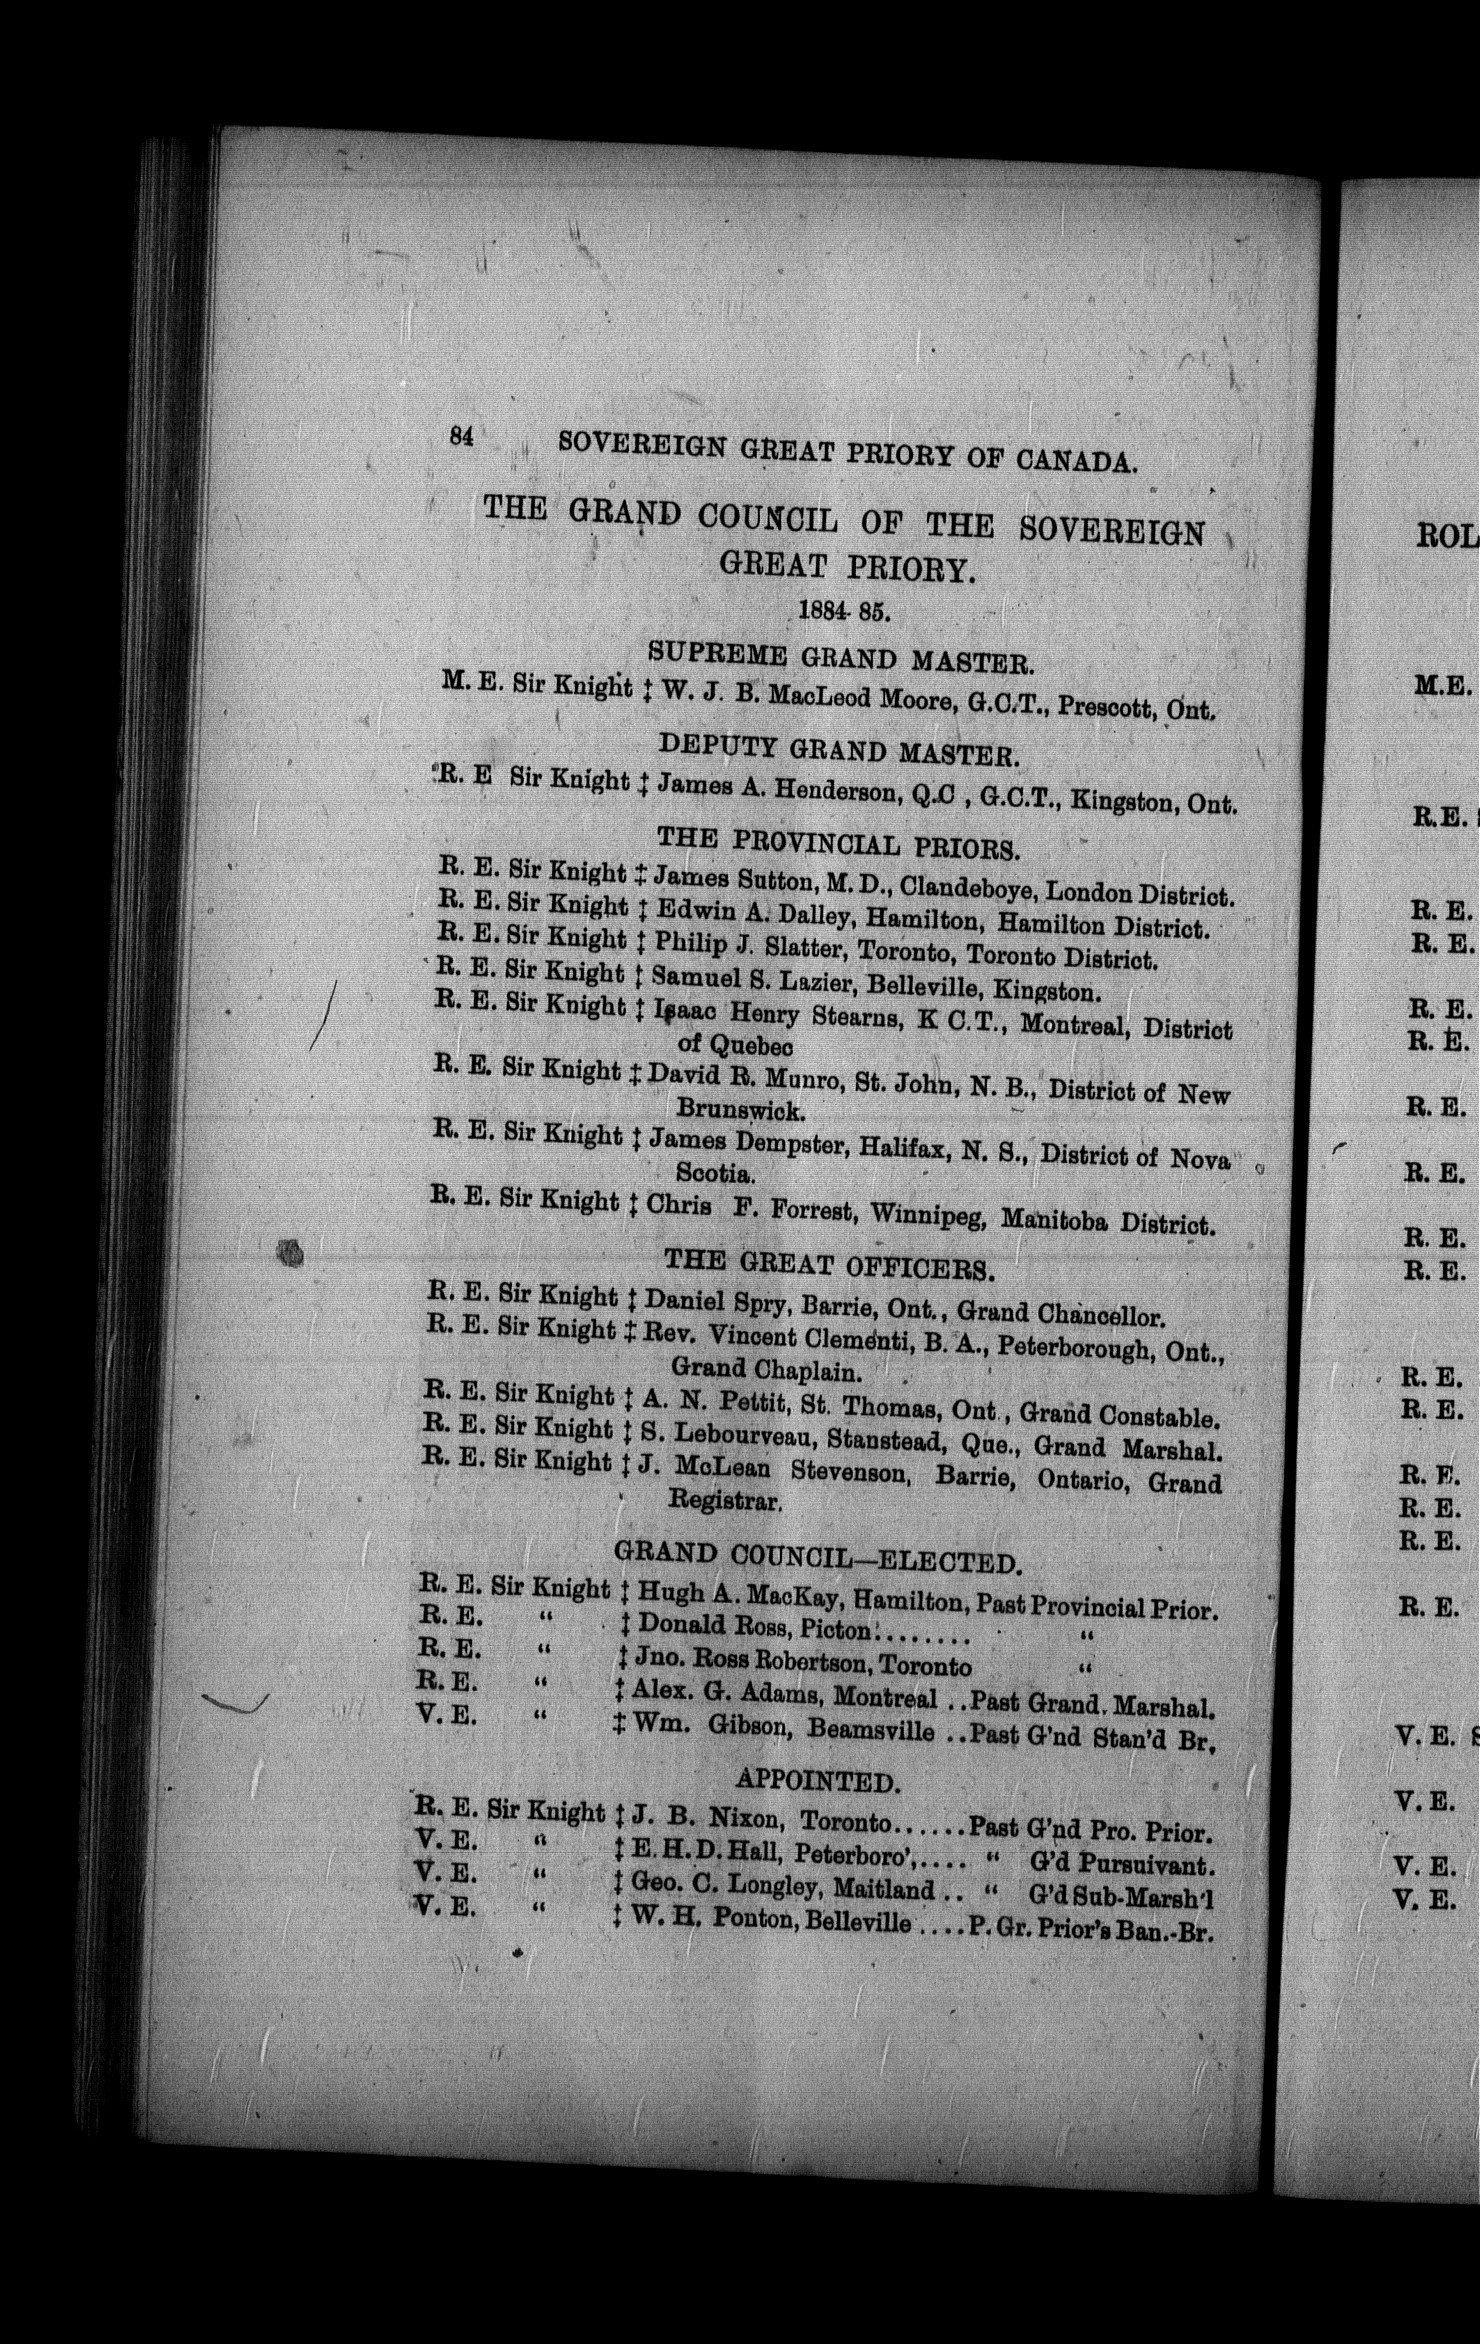 84 SOVEREIGN GREAT PRIORY OF CANADA.
THE GRAND COUNCIL OF THE SOVEREIGN
GREAT PRIORY.
1884-85.
SUPREME GRAND MASTER.
M. E. Sir Knight ‡ W. J. B. MacLeod Moore, G.C.T., Prescott, Ont.
DEPUTY GRAND MASTER.
R. E Sir Knight ‡ James A. Henderson, Q.C , G.C.T., Kingston, Ont.
THE PROVINCIAL PRIORS.
R. E. Sir Knight ‡ James Sutton, M. D., Clandeboye, London District.
R. E. Sir Knight ‡ Edwin A. Dalley, Hamilton, Hamilton District.
R. E. Sir Knight ‡ Philip J. Slatter, Toronto, Toronto District.
R. E. Sir Knight ‡ Samuel S. Lazier, Belleville, Kingston.
R. E. Sir Knight ‡ Isaac Henry Stearns, K C.T., Montreal, District
of Quebec
R. E. Sir Knight ‡ David R. Munro, St. John, N. B., District of New
Brunswick.
R. E. Sir Knight ‡ James Dempster, Halifax, N. S., District of Nova
Scotia.
R. E. Sir Knight ‡ Chris F. Forrest, Winnipeg, Manitoba District.
THE GREAT OFFICERS.
R. E. Sir Knight ‡ Daniel Spry, Barrie, Ont., Grand Chancellor.
R. E. Sir Knight ‡ Rev. Vincent Clementi, B. A., Peterborough, Ont.,
Grand Chaplain.
R. E. Sir Knight ‡ A. N. Pettit, St. Thomas, Ont., Grand Constable.
R. E. Sir Knight ‡ S. Lebourveau, Stanstead, Que., Grand Marshal.
R. E. Sir Knight ‡ J. McLean Stevenson, Barrie, Ontario, Grand
Registrar.
GRAND COUNCIL—ELECTED.
R. E. Sir Knight ‡ Hugh A. MacKay, Hamilton, Past Provincial Prior.
R. E. “ ‡ Donald Ross, Picton........ “
R. E. “ ‡ Jno. Ross Robertson, Toronto “
R. E. “ ‡ Alex. G. Adams, Montreal ..Past Grand. Marshal.
V. E. “ ‡ Wm. Gibson, Beamsville ..Past G'nd Stan'd Br.
APPOINTED.
R. E. Sir Knight ‡ J. B. Nixon, Toronto......Past G'nd Pro. Prior.
V. E. “ ‡ E. H. D. Hall, Peterboro',.... “ G'd Pursuivant.
V. E. “ ‡ Geo. C. Longley, Maitland .. “ G'd Sub-Marsh'l
V. E. “ ‡ W. H. Ponton, Belleville ....P. Gr. Prior's Ban.-Br.
ROL
M.E.
R.E.
R. E.
R. E.
R. E.
R. E.
R. E.
R. E.
R. E.
R. E.
R. E.
R. E.
R. E.
R. E.
R. E.
R. E.
V. E. S
V. E.
V. E.
V. E.